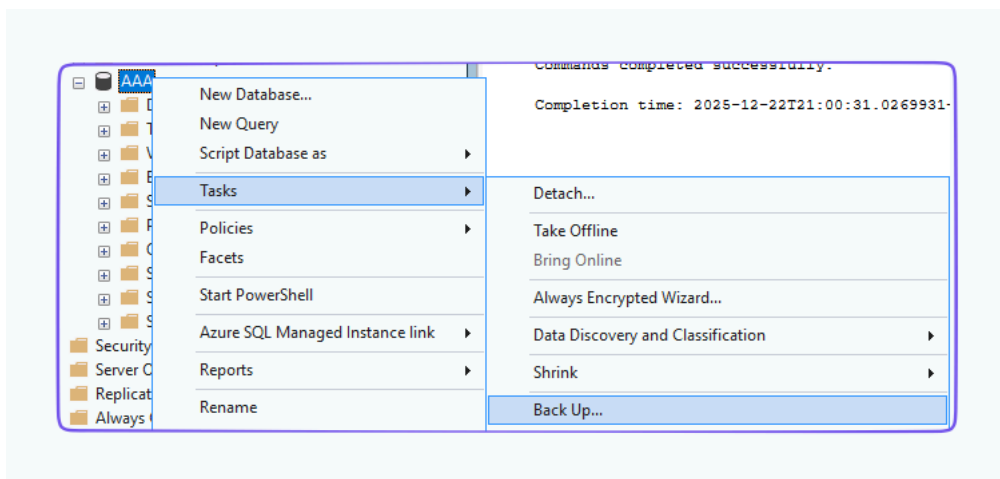 Commands completed successfully.
AAA
New Database...
Completion time: 2025-12-22T21:00:31.0269931-
New Query
Script Database as
Tasks
Detach...
Policies
Take Offline
Facets
Bring Online
Start PowerShell
Always Encrypted Wizard...
Azure SQL Managed Instance link
Data Discovery and Classification
Security
Server O
Reports
Shrink
Replicat
Rename
Back Up...
Always